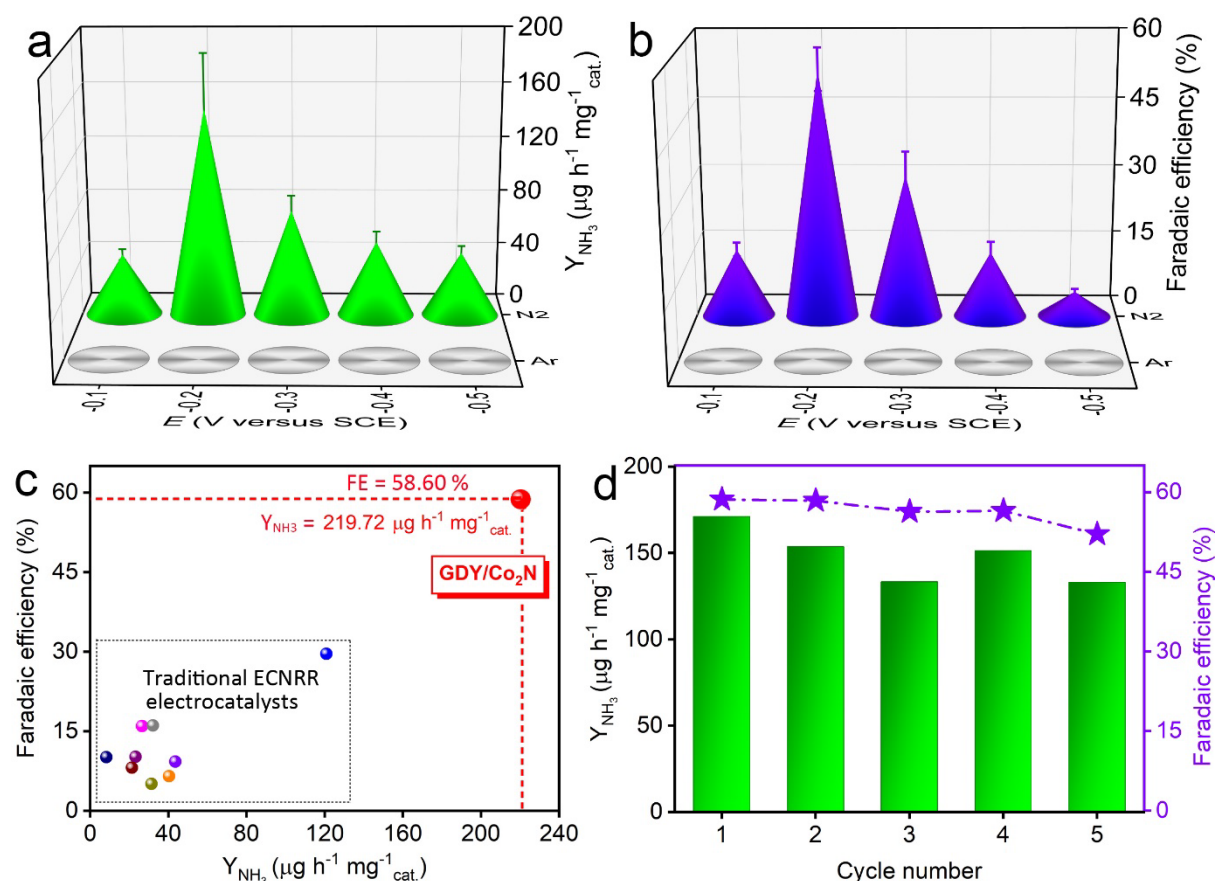 a
200
160
120
80
40
0
Y_NH₃ (μg h⁻¹ mg⁻¹cat.)
N2
Ar
-0.1
-0.2
-0.3
-0.4
-0.5
E (V versus SCE)
b
60
45
30
15
0
Faradaic efficiency (%)
N2
Ar
-0.1
-0.2
-0.3
-0.4
-0.5
E (V versus SCE)
c
60
45
30
15
0
Faradaic efficiency (%)
FE = 58.60 %
Y_NH3 = 219.72 μg h⁻¹ mg⁻¹cat.
GDY/Co₂N
Traditional ECNRR
electrocatalysts
0 40 80 120 160 200 240
Y_NH₃ (μg h⁻¹ mg⁻¹cat.)
d
200
150
100
50
0
Y_NH₃ (μg h⁻¹ mg⁻¹cat.)
60
45
30
15
0
Faradaic efficiency (%)
1 2 3 4 5
Cycle number